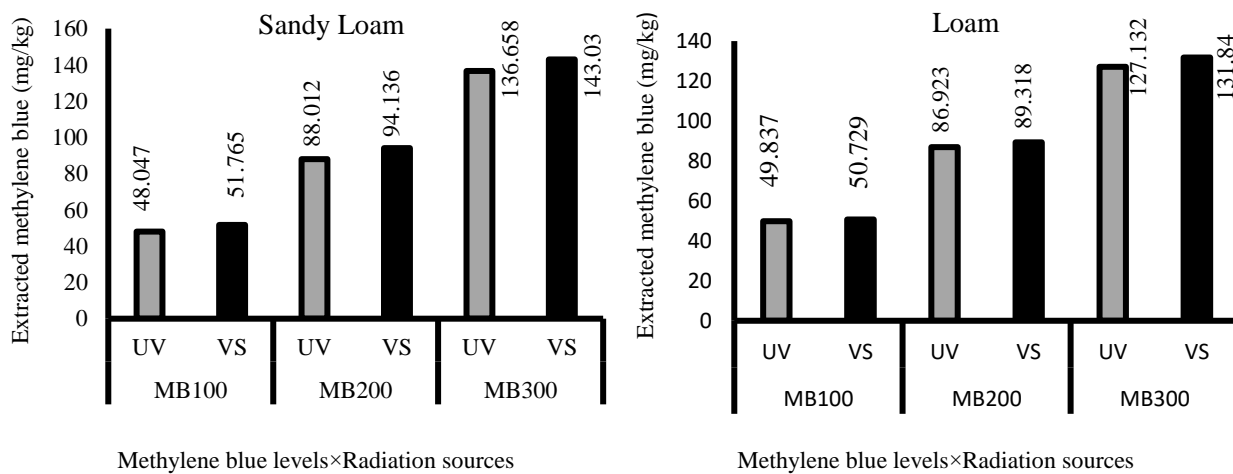 Sandy Loam
Extracted methylene blue (mg/kg)
160
140
120
100
80
60
40
20
0
48.047
51.765
88.012
94.136
136.658
143.03
UV VS UV VS UV VS
MB100 MB200 MB300
Methylene blue levels×Radiation sources
Loam
Extracted methylene blue (mg/kg)
140
120
100
80
60
40
20
0
49.837
50.729
86.923
89.318
127.132
131.84
UV VS UV VS UV VS
MB100 MB200 MB300
Methylene blue levels×Radiation sources